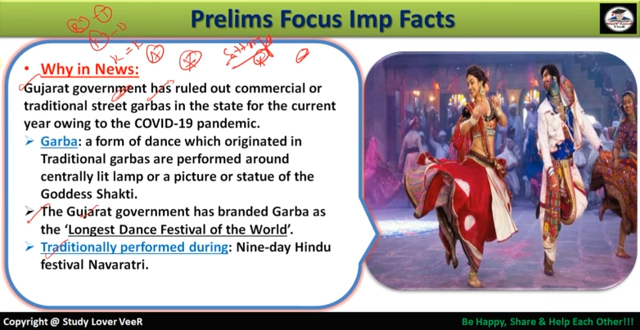 Prelims Focus Imp Facts
• Why in News:
Gujarat government has ruled out commercial or
traditional street garbas in the state for the current
year owing to the COVID-19 pandemic.
➢ Garba: a form of dance which originated in
Traditional garbas are performed around
centrally lit lamp or a picture or statue of the
Goddess Shakti.
➢ The Gujarat government has branded Garba as
the ‘Longest Dance Festival of the World’.
➢ Traditionally performed during: Nine-day Hindu
festival Navaratri.
Copyright @ Study Lover VeeR
Be Happy, Share & Help Each Other!!!